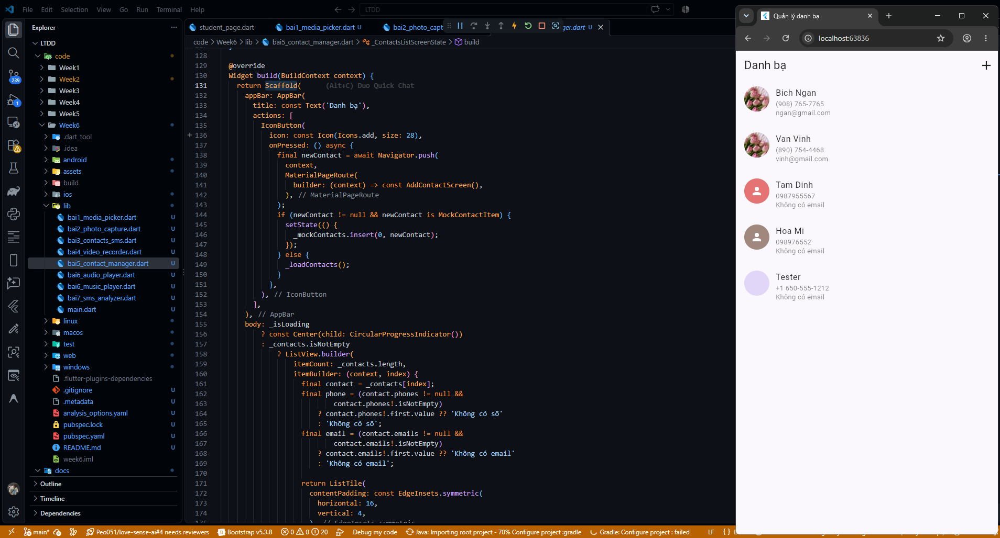 File Edit Selection View Go Run Terminal Help
LTDD
Explorer
LTDD
code
Week1
Week2
Week3
Week4
Week5
Week6
.dart_tool
.idea
android
assets
build
ios
lib
bai1_media_picker.dart U
bai2_photo_capture.dart U
bai3_contacts_sms.dart U
bai4_video_recorder.dart U
bai5_contact_manager.dart U
bai6_audio_player.dart U
bai6_music_player.dart U
bai7_sms_analyzer.dart U
main.dart U
linux
macos
test
web
windows
.flutter-plugins-dependencies
.gitignore U
.metadata U
analysis_options.yaml U
pubspec.lock U
pubspec.yaml U
README.md U
week6.iml
docs
Outline
Timeline
Dependencies
239
1
student_page.dart bai1_media_picker.dart U bai2_photo_capt ger.dart U
code > Week6 > lib > bai5_contact_manager.dart > _ContactsListScreenState > build
128
129 @override
130 Widget build(BuildContext context) {
131 return Scaffold( (Alt+C) Duo Quick Chat
132 appBar: AppBar(
133 title: const Text('Danh bạ'),
134 actions: [
135 IconButton(
136 icon: const Icon(Icons.add, size: 28),
137 onPressed: () async {
138 final newContact = await Navigator.push(
139 context,
140 MaterialPageRoute(
141 builder: (context) => const AddContactScreen(),
142 ), // MaterialPageRoute
143 );
144 if (newContact != null && newContact is MockContactItem) {
145 setState(() {
146 _mockContacts.insert(0, newContact);
147 });
148 } else {
149 _loadContacts();
150 }
151 },
152 ), // IconButton
153 ],
154 ), // AppBar
155 body: _isLoading
156 ? const Center(child: CircularProgressIndicator())
157 : _contacts.isNotEmpty
158 ? ListView.builder(
159 itemCount: _contacts.length,
160 itemBuilder: (context, index) {
161 final contact = _contacts[index];
162 final phone = (contact.phones != null &&
163 contact.phones!.isNotEmpty)
164 ? contact.phones!.first.value ?? 'Không có số'
165 : 'Không có số';
166 final email = (contact.emails != null &&
167 contact.emails!.isNotEmpty)
168 ? contact.emails!.first.value ?? 'Không có email'
169 : 'Không có email';
170
171 return ListTile(
172 contentPadding: const EdgeInsets.symmetric(
173 horizontal: 16,
174 vertical: 4,
175 ), // EdgeInsets.symmetric
main* Peo051/love-sense-ai#4 needs reviewers Bootstrap v5.3.8 0 0 20 Debug my code Java: Importing root project - 70% Configure project :gradle Gradle: Configure project : failed LF { }
Quản lý danh bạ
localhost:63836
Danh bạ
Bich Ngan
(908) 765-7765
ngan@gmail.com
Van Vinh
(890) 754-4468
vinh@gmail.com
Tam Dinh
0987955567
Không có email
Hoa Mi
098976552
Không có email
Tester
+1 650-555-1212
Không có email